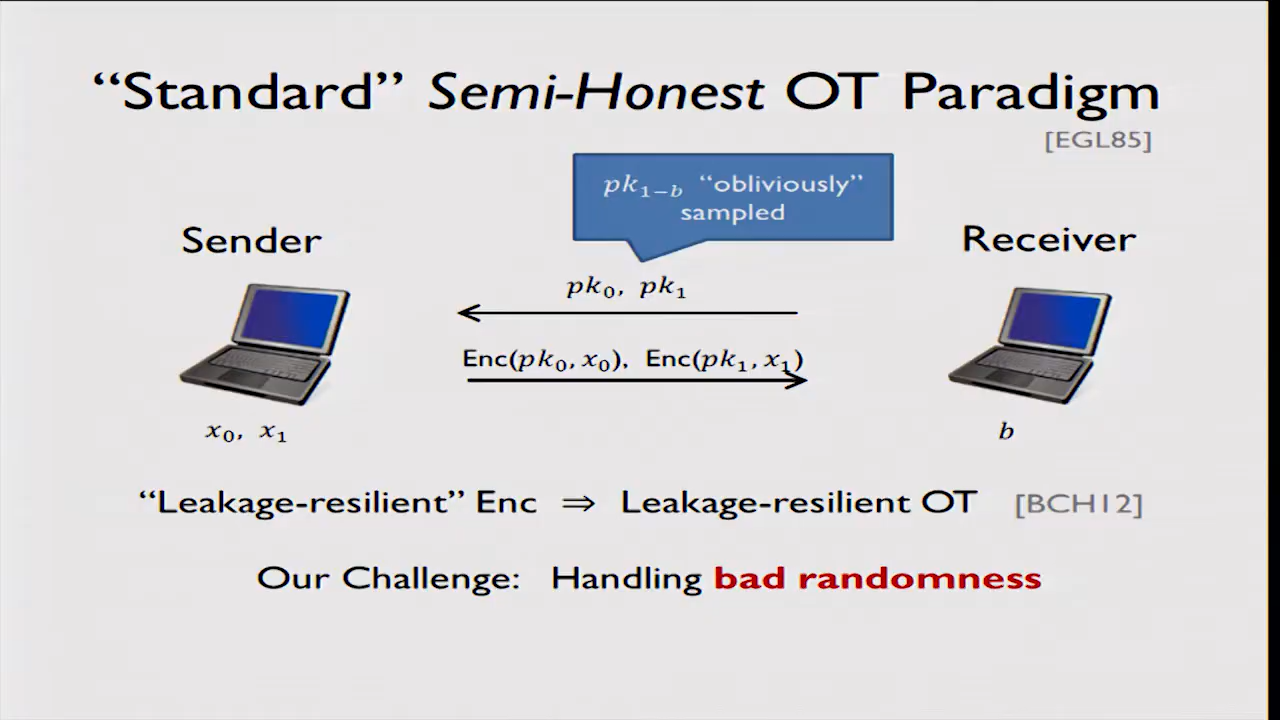 “Standard” Semi-Honest OT Paradigm
[EGL85]
pk₁₋b “obliviously”
sampled
Sender
Receiver
pk₀, pk₁
Enc(pk₀, x₀), Enc(pk₁, x₁)
x₀, x₁
b
“Leakage-resilient” Enc ⇒ Leakage-resilient OT [BCH12]
Our Challenge: Handling bad randomness